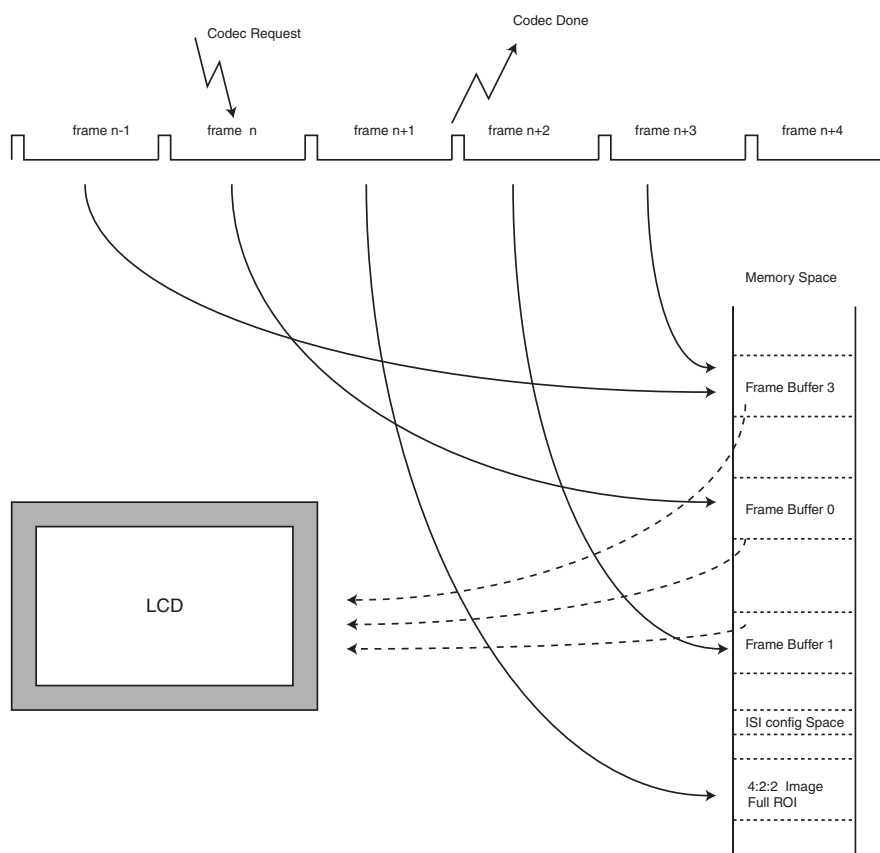 Codec Request
Codec Done
frame n-1
frame n
frame n+1
frame n+2
frame n+3
frame n+4
Memory Space
Frame Buffer 3
Frame Buffer 0
LCD
Frame Buffer 1
ISI config Space
4:2:2 Image
Full ROI